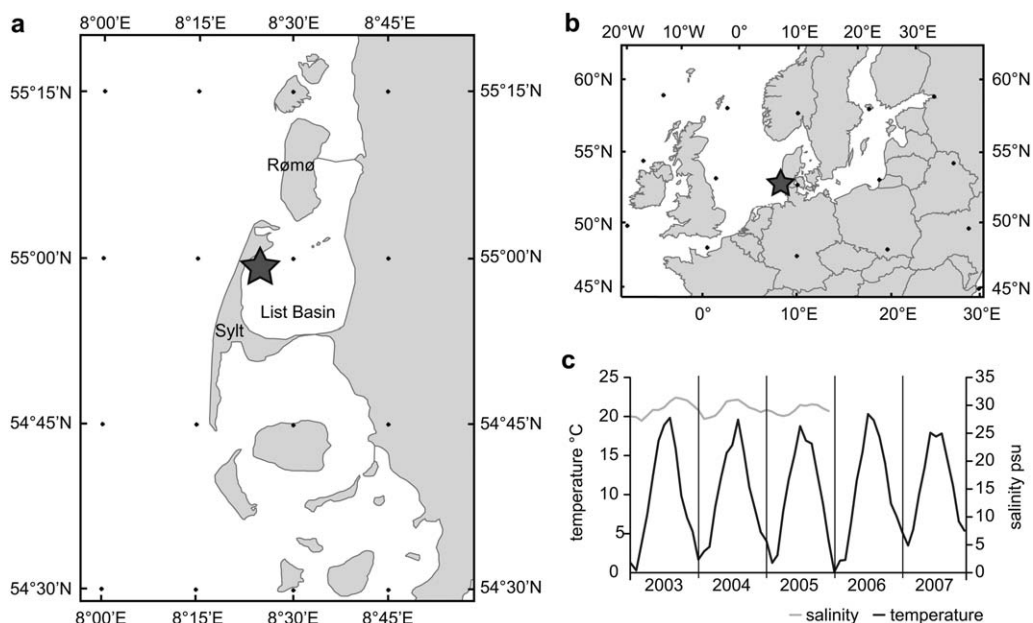 a
8°00′E 8°15′E 8°30′E 8°45′E
55°15′N 55°15′N
Rømø
55°00′N 55°00′N
List Basin
Sylt
54°45′N 54°45′N
54°30′N 54°30′N
8°00′E 8°15′E 8°30′E 8°45′E
b
20°W 10°W 0° 10°E 20°E 30°E
60°N 60°N
55°N 55°N
50°N 50°N
45°N 45°N
0° 10°E 20°E 30°E
c
temperature °C
25
20
15
10
5
0
35
30
25
20
15
10
5
0
salinity psu
2003 2004 2005 2006 2007
salinity temperature